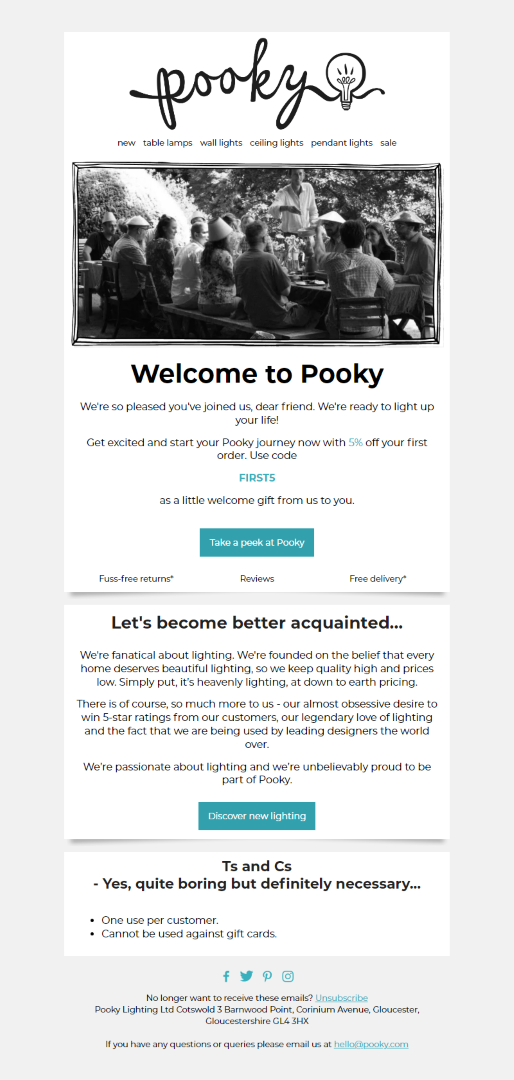 pooky
new table lamps wall lights ceiling lights pendant lights sale
Welcome to Pooky
We're so pleased you've joined us, dear friend. We're ready to light up
your life!
Get excited and start your Pooky journey now with 5% off your first
order. Use code
FIRST5
as a little welcome gift from us to you.
Take a peek at Pooky
Fuss-free returns* Reviews Free delivery*
Let's become better acquainted...
We're fanatical about lighting. We're founded on the belief that every
home deserves beautiful lighting, so we keep quality high and prices
low. Simply put, it's heavenly lighting, at down to earth pricing.
There is of course, so much more to us - our almost obsessive desire to
win 5-star ratings from our customers, our legendary love of lighting
and the fact that we are being used by leading designers the world
over.
We're passionate about lighting and we're unbelievably proud to be
part of Pooky.
Discover new lighting
Ts and Cs
- Yes, quite boring but definitely necessary...
• One use per customer.
• Cannot be used against gift cards.
No longer want to receive these emails? Unsubscribe
Pooky Lighting Ltd Cotswold 3 Barnwood Point, Corinium Avenue, Gloucester,
Gloucestershire GL4 3HX
If you have any questions or queries please email us at hello@pooky.com